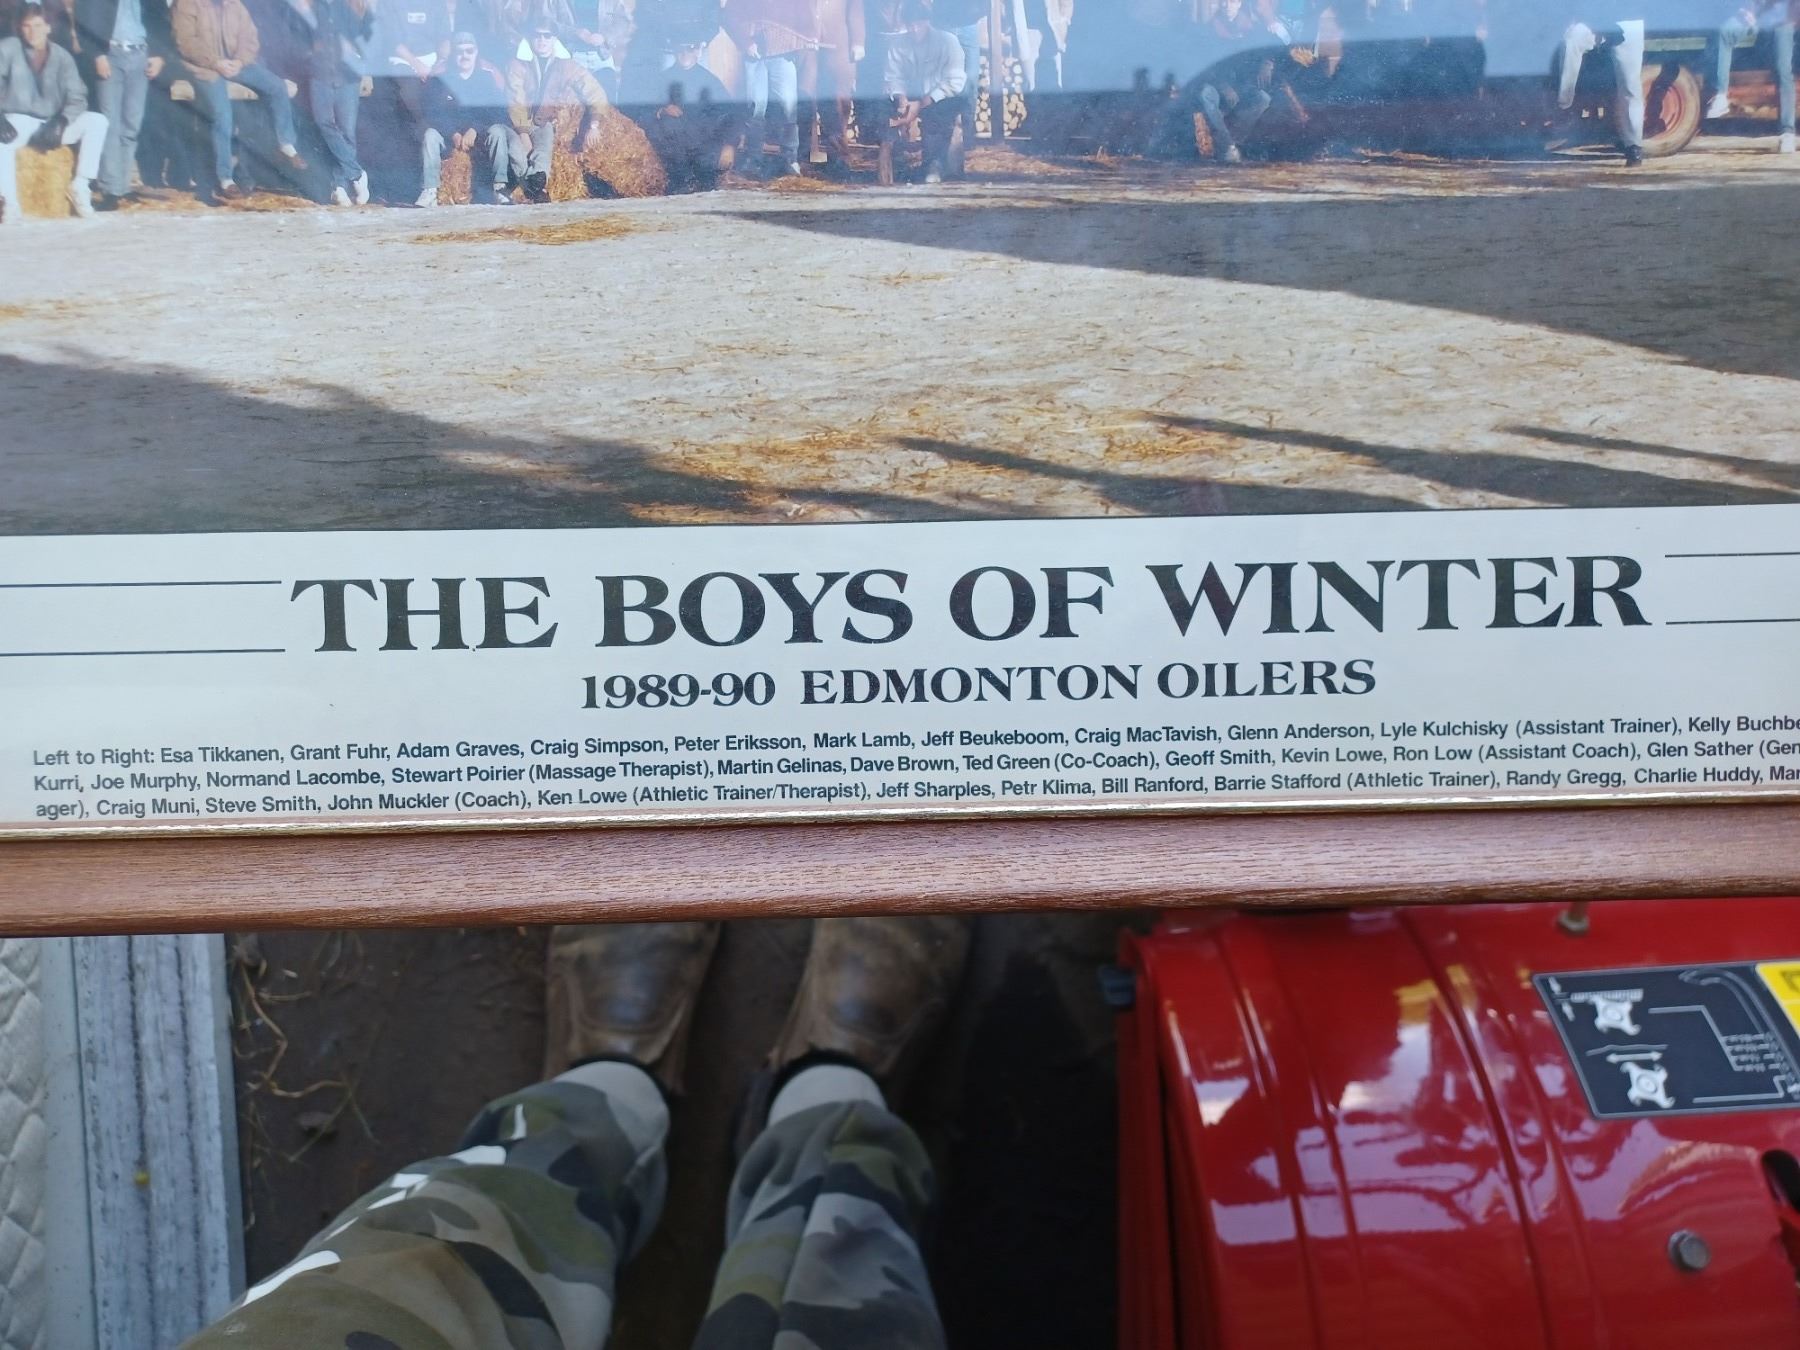 THE BOYS OF WINTER
1989-90 EDMONTON OILERS
Left to Right: Esa Tikkanen, Grant Fuhr, Adam Graves, Craig Simpson, Peter Eriksson, Mark Lamb, Jeff Beukeboom, Craig MacTavish, Glenn Anderson, Lyle Kulchisky (Assistant Trainer), Kelly Buchbe
Kurri, Joe Murphy, Normand Lacombe, Stewart Poirier (Massage Therapist), Martin Gelinas, Dave Brown, Ted Green (Co-Coach), Geoff Smith, Kevin Lowe, Ron Low (Assistant Coach), Glen Sather (Gen
ager), Craig Muni, Steve Smith, John Muckler (Coach), Ken Lowe (Athletic Trainer/Therapist), Jeff Sharples, Petr Klima, Bill Ranford, Barrie Stafford (Athletic Trainer), Randy Gregg, Charlie Huddy, Mar